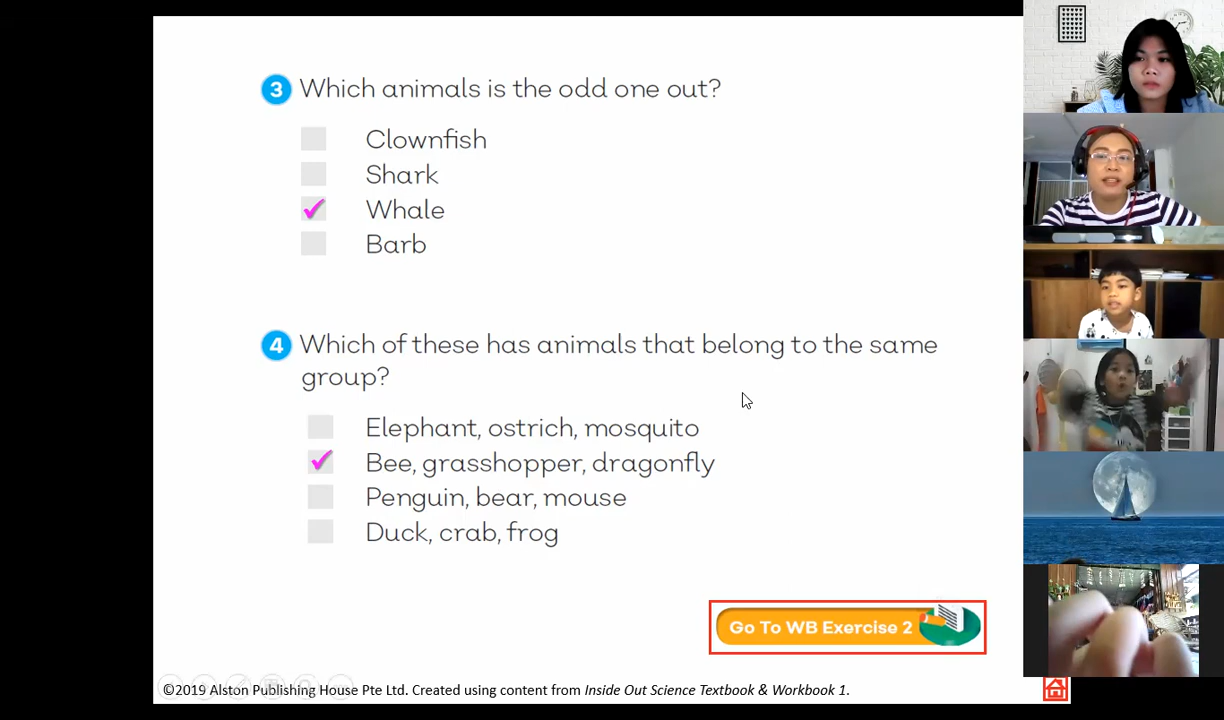 3 Which animals is the odd one out?
Clownfish
Shark
Whale
Barb
4 Which of these has animals that belong to the same
group?
Elephant, ostrich, mosquito
Bee, grasshopper, dragonfly
Penguin, bear, mouse
Duck, crab, frog
Go To WB Exercise 2
©2019 Alston Publishing House Pte Ltd. Created using content from Inside Out Science Textbook & Workbook 1.